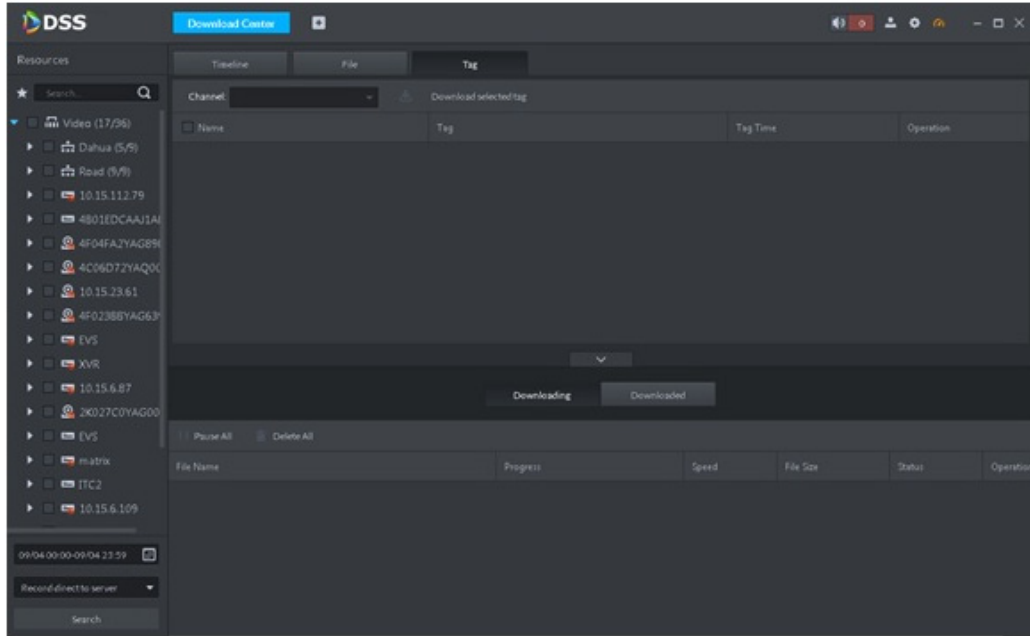 DSS
Download Center
0
Resources
Timeline
File
Tag
Search...
Channel:
Download selected tag
Name
Tag
Tag Time
Operation
Video (17/36)
Dahua (5/9)
Road (9/9)
10.15.112.79
4B01EDCAAJ1A
4F04FA2YAG89
4C06D72YAQ0
10.15.23.61
4F023BBYAG63
EVS
XVR
10.15.6.87
2K027C0YAG00
EVS
matrix
ITC2
10.15.6.109
Downloading
Downloaded
Pause All
Delete All
File Name
Progress
Speed
File Size
Status
Operatio
09/04 00:00-09/04 23:59
Record direct to server
Search